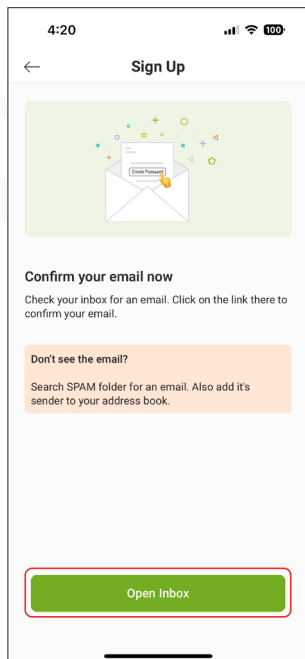 4:20
100
Sign Up
Create Password
Confirm your email now
Check your inbox for an email. Click on the link there to
confirm your email.
Don't see the email?
Search SPAM folder for an email. Also add it's
sender to your address book.
Open Inbox